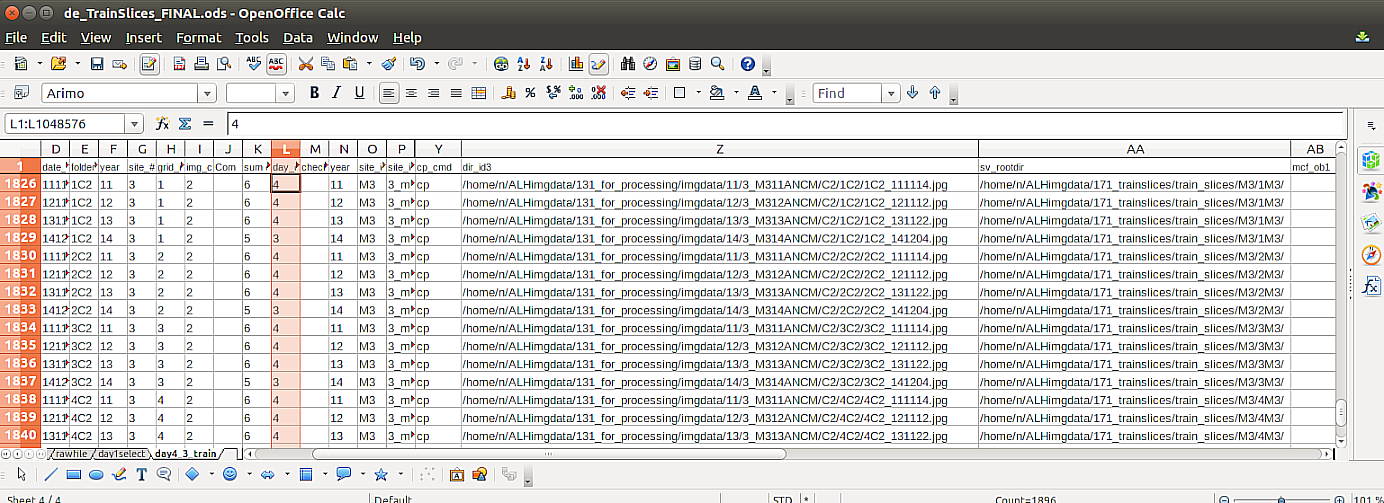 de_TrainSlices_FINAL.ods - OpenOffice Calc
File Edit View Insert Format Tools Data Window Help
Arimo Find
L1:L1048576 4
D E F G H I J K L M N O P Y Z AA AB
1 date_ folder year site_# grid_ img_c Com sum day_ chec year site_ site_i cp_cmd dir_id3 sv_rootdir mcf_ob1
1826 1111 1C2 11 3 1 2 6 4 11 M3 3_m cp /home/n/ALHimgdata/131_for_processing/imgdata/11/3_M311ANCM/C2/1C2/1C2_111114.jpg /home/n/ALHimgdata/171_trainslices/train_slices/M3/1M3/
1827 1211 1C2 12 3 1 2 6 4 12 M3 3_m cp /home/n/ALHimgdata/131_for_processing/imgdata/12/3_M312ANCM/C2/1C2/1C2_121112.jpg /home/n/ALHimgdata/171_trainslices/train_slices/M3/1M3/
1828 1311 1C2 13 3 1 2 6 4 13 M3 3_m cp /home/n/ALHimgdata/131_for_processing/imgdata/13/3_M313ANCM/C2/1C2/1C2_131122.jpg /home/n/ALHimgdata/171_trainslices/train_slices/M3/1M3/
1829 1412 1C2 14 3 1 2 5 3 14 M3 3_m cp /home/n/ALHimgdata/131_for_processing/imgdata/14/3_M314ANCM/C2/1C2/1C2_141204.jpg /home/n/ALHimgdata/171_trainslices/train_slices/M3/1M3/
1830 1111 2C2 11 3 2 2 6 4 11 M3 3_m cp /home/n/ALHimgdata/131_for_processing/imgdata/11/3_M311ANCM/C2/2C2/2C2_111114.jpg /home/n/ALHimgdata/171_trainslices/train_slices/M3/2M3/
1831 1211 2C2 12 3 2 2 6 4 12 M3 3_m cp /home/n/ALHimgdata/131_for_processing/imgdata/12/3_M312ANCM/C2/2C2/2C2_121112.jpg /home/n/ALHimgdata/171_trainslices/train_slices/M3/2M3/
1832 1311 2C2 13 3 2 2 6 4 13 M3 3_m cp /home/n/ALHimgdata/131_for_processing/imgdata/13/3_M313ANCM/C2/2C2/2C2_131122.jpg /home/n/ALHimgdata/171_trainslices/train_slices/M3/2M3/
1833 1412 2C2 14 3 2 2 5 3 14 M3 3_m cp /home/n/ALHimgdata/131_for_processing/imgdata/14/3_M314ANCM/C2/2C2/2C2_141204.jpg /home/n/ALHimgdata/171_trainslices/train_slices/M3/2M3/
1834 1111 3C2 11 3 3 2 6 4 11 M3 3_m cp /home/n/ALHimgdata/131_for_processing/imgdata/11/3_M311ANCM/C2/3C2/3C2_111114.jpg /home/n/ALHimgdata/171_trainslices/train_slices/M3/3M3/
1835 1211 3C2 12 3 3 2 6 4 12 M3 3_m cp /home/n/ALHimgdata/131_for_processing/imgdata/12/3_M312ANCM/C2/3C2/3C2_121112.jpg /home/n/ALHimgdata/171_trainslices/train_slices/M3/3M3/
1836 1311 3C2 13 3 3 2 6 4 13 M3 3_m cp /home/n/ALHimgdata/131_for_processing/imgdata/13/3_M313ANCM/C2/3C2/3C2_131122.jpg /home/n/ALHimgdata/171_trainslices/train_slices/M3/3M3/
1837 1412 3C2 14 3 3 2 5 3 14 M3 3_m cp /home/n/ALHimgdata/131_for_processing/imgdata/14/3_M314ANCM/C2/3C2/3C2_141204.jpg /home/n/ALHimgdata/171_trainslices/train_slices/M3/3M3/
1838 1111 4C2 11 3 4 2 6 4 11 M3 3_m cp /home/n/ALHimgdata/131_for_processing/imgdata/11/3_M311ANCM/C2/4C2/4C2_111114.jpg /home/n/ALHimgdata/171_trainslices/train_slices/M3/4M3/
1839 1211 4C2 12 3 4 2 6 4 12 M3 3_m cp /home/n/ALHimgdata/131_for_processing/imgdata/12/3_M312ANCM/C2/4C2/4C2_121112.jpg /home/n/ALHimgdata/171_trainslices/train_slices/M3/4M3/
1840 1311 4C2 13 3 4 2 6 4 13 M3 3_m cp /home/n/ALHimgdata/131_for_processing/imgdata/13/3_M313ANCM/C2/4C2/4C2_131122.jpg /home/n/ALHimgdata/171_trainslices/train_slices/M3/4M3/
rawfile day1select day4_3_train
Sheet 4 / 4 Default STD * Count=1896 101 %